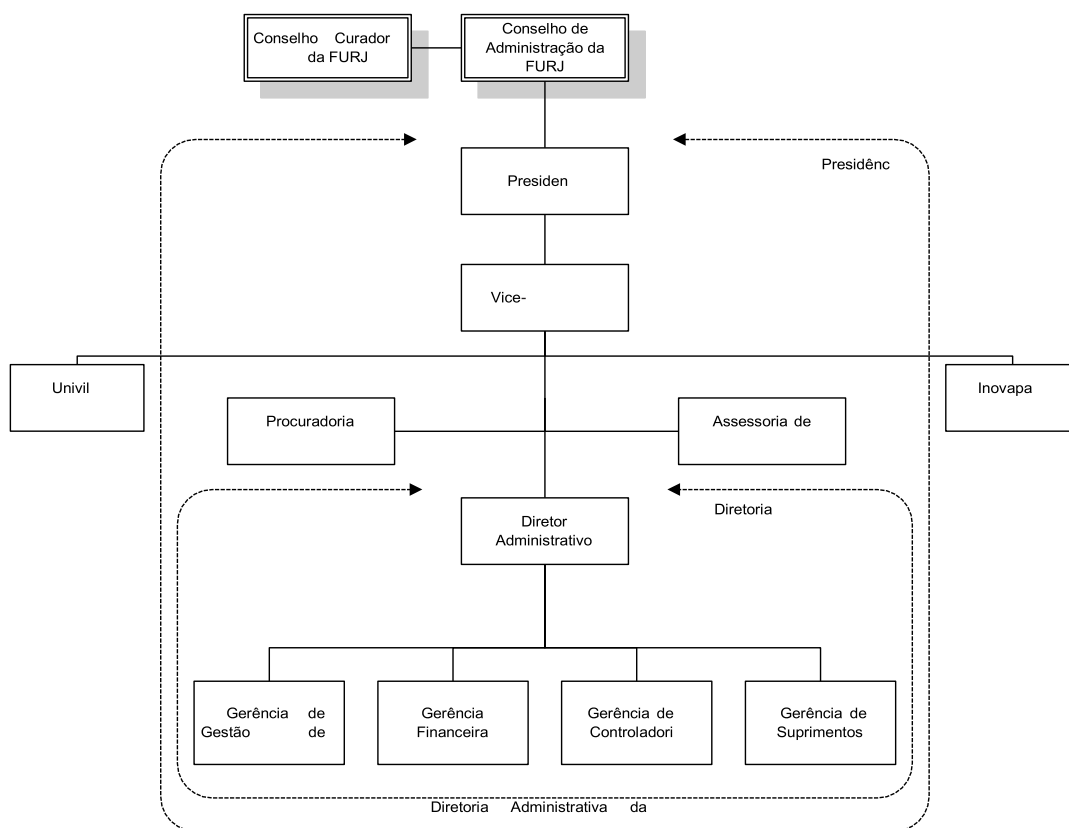 Conselho Curador
da FURJ
Conselho de
Administração da
FURJ
Presidênc
Presiden
Vice-
Univil
Inovapa
Procuradoria
Assessoria de
Diretoria
Diretor
Administrativo
Gerência de
Gestão de
Gerência
Financeira
Gerência de
Controladori
Gerência de
Suprimentos
Diretoria Administrativa da